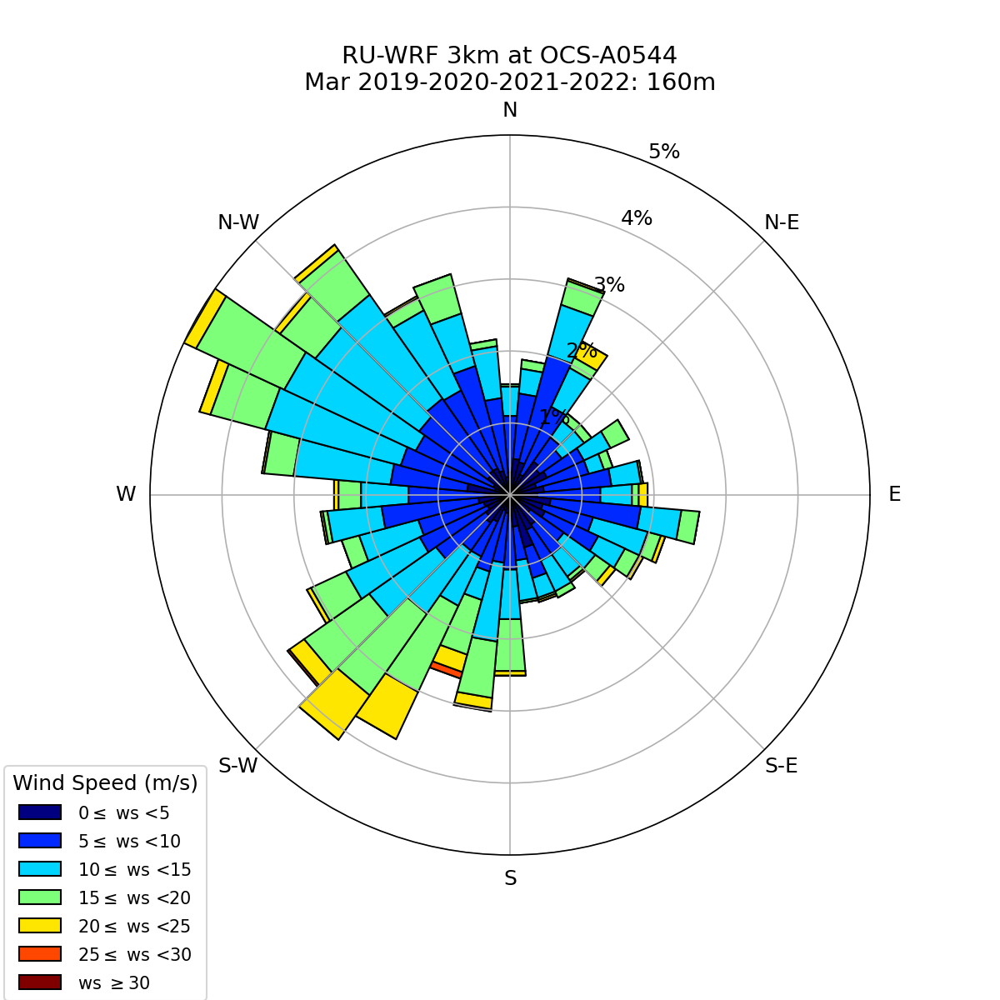 RU-WRF 3km at OCS-A0544
Mar 2019-2020-2021-2022: 160m
N
5%
4%
N-W
N-E
3%
2%
1%
W
E
S-W
S-E
S
Wind Speed (m/s)
0 ≤ ws <5
5 ≤ ws <10
10 ≤ ws <15
15 ≤ ws <20
20 ≤ ws <25
25 ≤ ws <30
ws ≥ 30